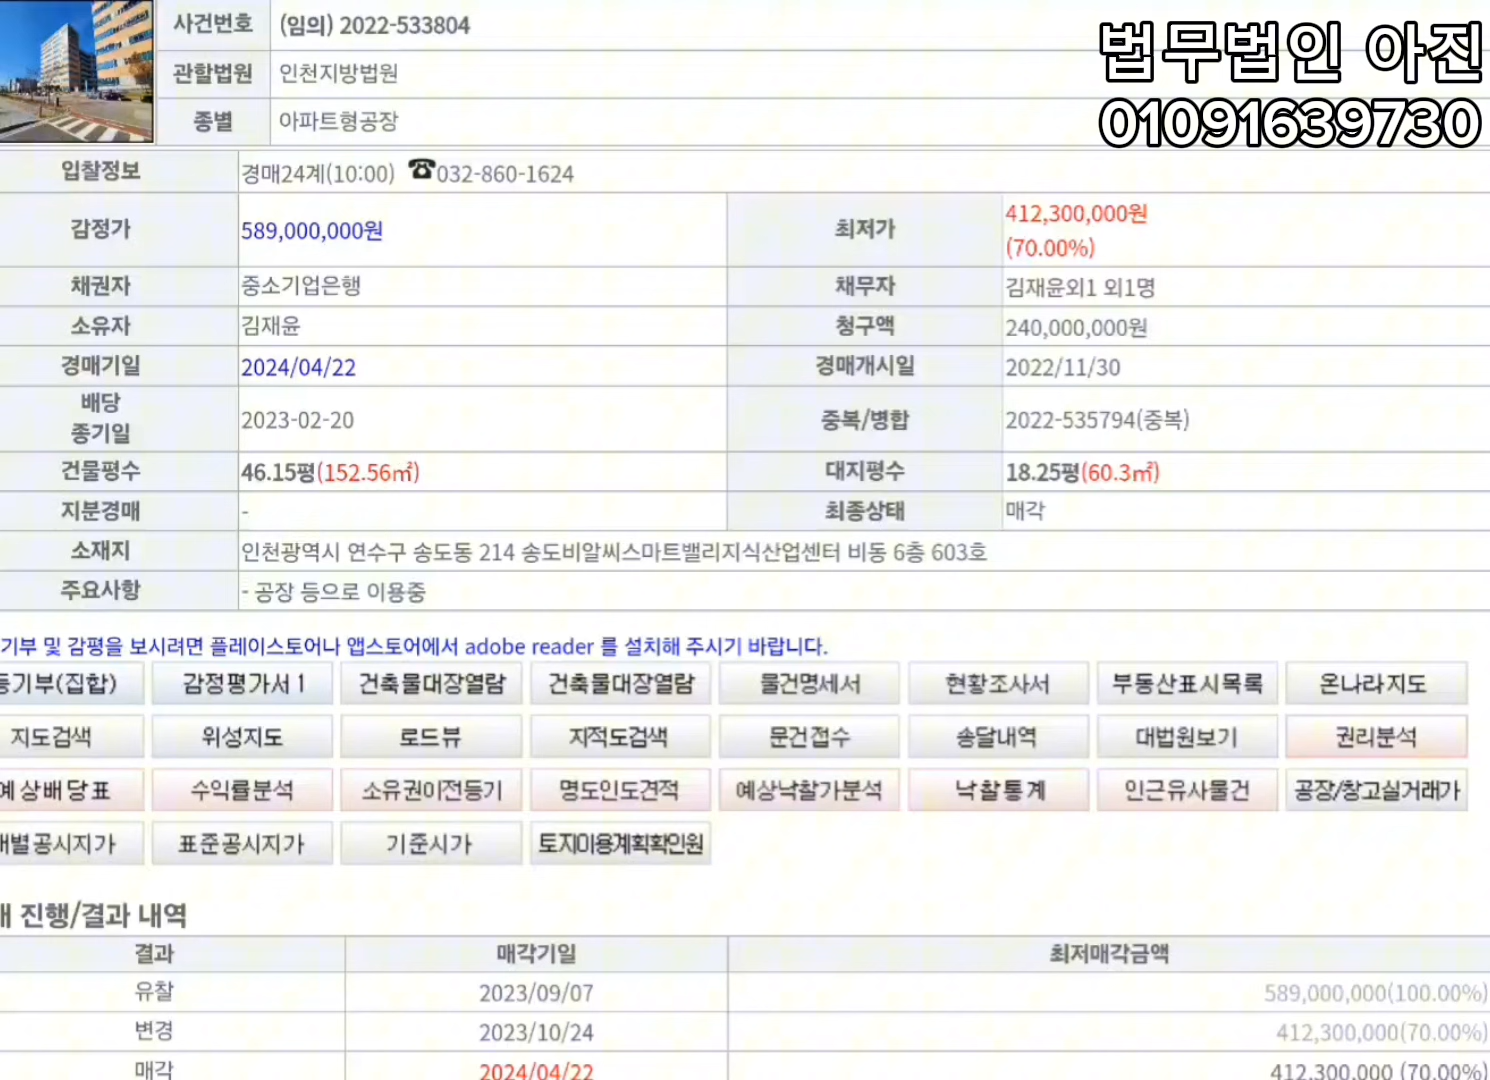 사건번호 (임의) 2022-533804
법무법인 아진
관할법원 인천지방법원
종별 아파트형공장
01091639730
입찰정보 경매24계(10:00) ☎032-860-1624
감정가 589,000,000원 최저가 412,300,000원
(70.00%)
채권자 중소기업은행 채무자 김재윤외1 외1명
소유자 김재윤 청구액 240,000,000원
경매기일 2024/04/22 경매개시일 2022/11/30
배당
종기일 2023-02-20 중복/병합 2022-535794(중복)
건물평수 46.15평(152.56㎡) 대지평수 18.25평(60.3㎡)
지분경매 - 최종상태 매각
소재지 인천광역시 연수구 송도동 214 송도비알씨스마트밸리지식산업센터 비동 6층 603호
주요사항 - 공장 등으로 이용중
기부 및 감평을 보시려면 플레이스토어나 앱스토어에서 adobe reader 를 설치해 주시기 바랍니다.
등기부(집합) 감정평가서 1 건축물대장열람 건축물대장열람 물건명세서 현황조사서 부동산표시목록 온나라지도
지도검색 위성지도 로드뷰 지적도검색 문건접수 송달내역 대법원보기 권리분석
예상배당표 수익률분석 소유권이전등기 명도인도견적 예상낙찰가분석 낙찰통계 인근유사물건 공장/창고실거래가
개별공시지가 표준공시지가 기준시가 토지이용계획확인원
매 진행/결과 내역
결과 매각기일 최저매각금액
유찰 2023/09/07 589,000,000(100.00%)
변경 2023/10/24 412,300,000(70.00%)
매각 2024/04/22 412,300,000 (70.00%)